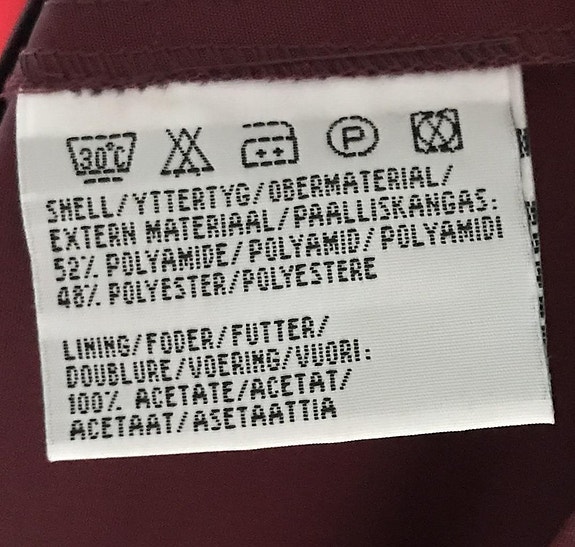 30°C P
SHELL/YTTERTYG/OBERMATERIAL/
EXTERN MATERIAAL/PAALLISKANGAS:
52% POLYAMIDE/POLYAMID/POLYAMIDI
48% POLYESTER/POLYESTERE
LINING/FODER/FUTTER/
DOUBLURE/VOERING/VUORI:
100% ACETATE/ACETAT/
ACETAAT/ASETAATTIA